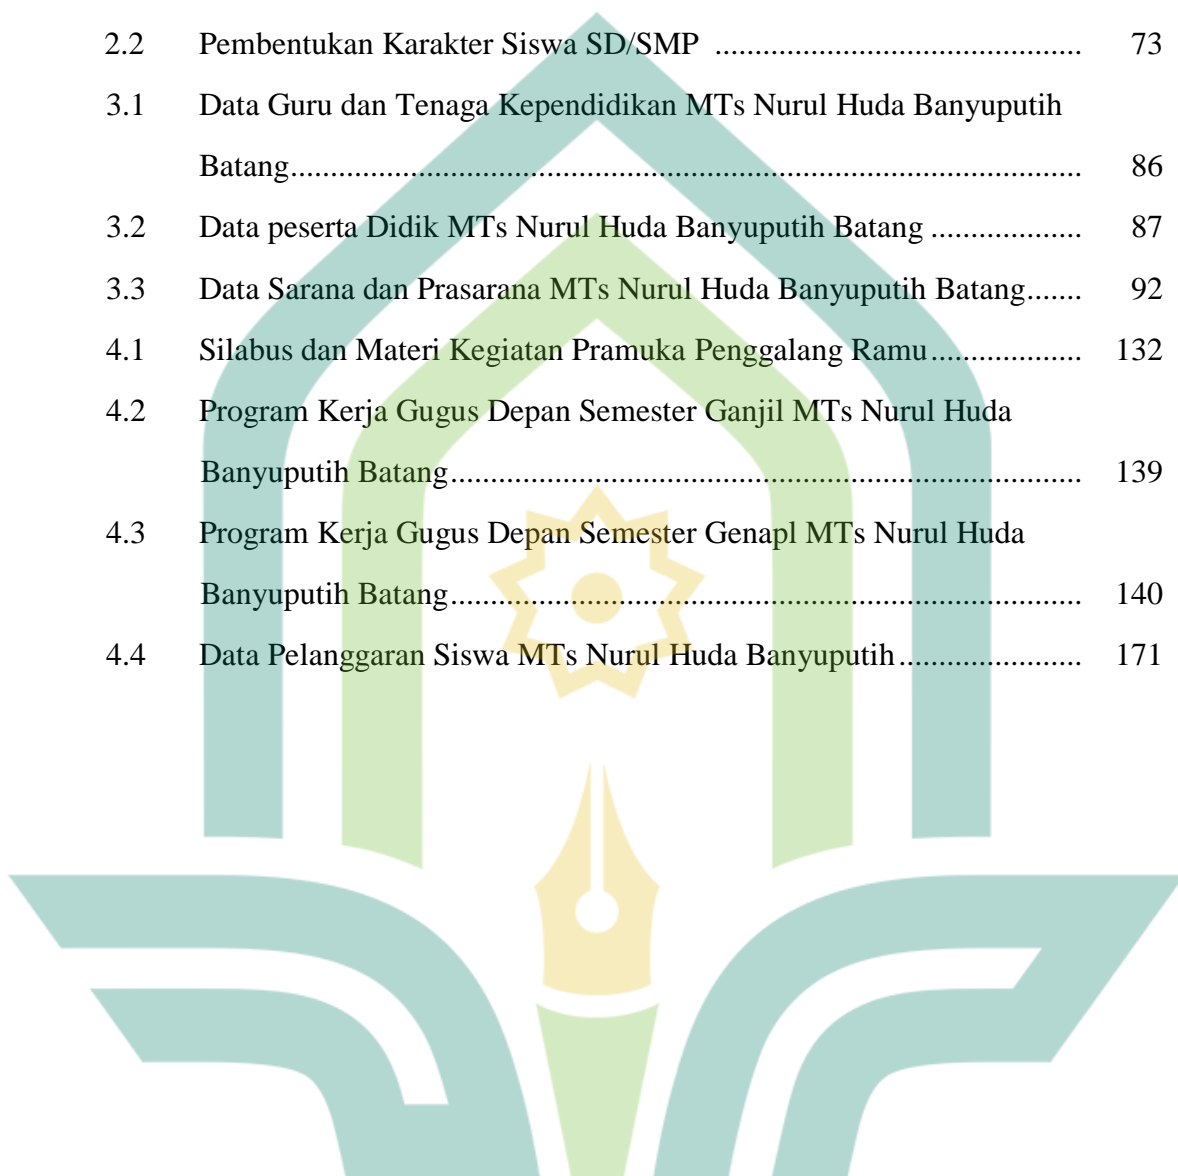 2.2 Pembentukan Karakter Siswa SD/SMP ............................................. 73
3.1 Data Guru dan Tenaga Kependidikan MTs Nurul Huda Banyuputih
Batang................................................................................................. 86
3.2 Data peserta Didik MTs Nurul Huda Banyuputih Batang ................... 87
3.3 Data Sarana dan Prasarana MTs Nurul Huda Banyuputih Batang....... 92
4.1 Silabus dan Materi Kegiatan Pramuka Penggalang Ramu................... 132
4.2 Program Kerja Gugus Depan Semester Ganjil MTs Nurul Huda
Banyuputih Batang.............................................................................. 139
4.3 Program Kerja Gugus Depan Semester Genapl MTs Nurul Huda
Banyuputih Batang.............................................................................. 140
4.4 Data Pelanggaran Siswa MTs Nurul Huda Banyuputih....................... 171